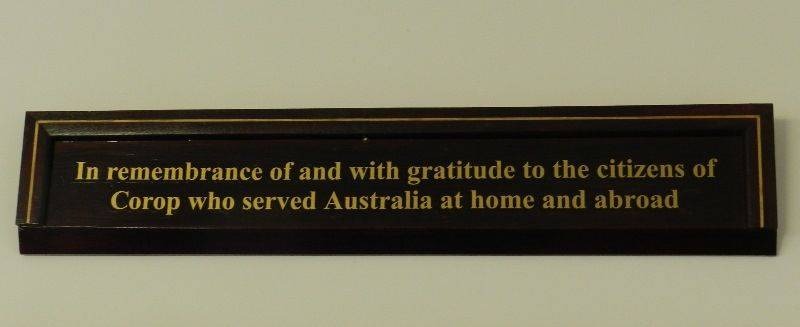 In remembrance of and with gratitude to the citizens of
Corop who served Australia at home and abroad